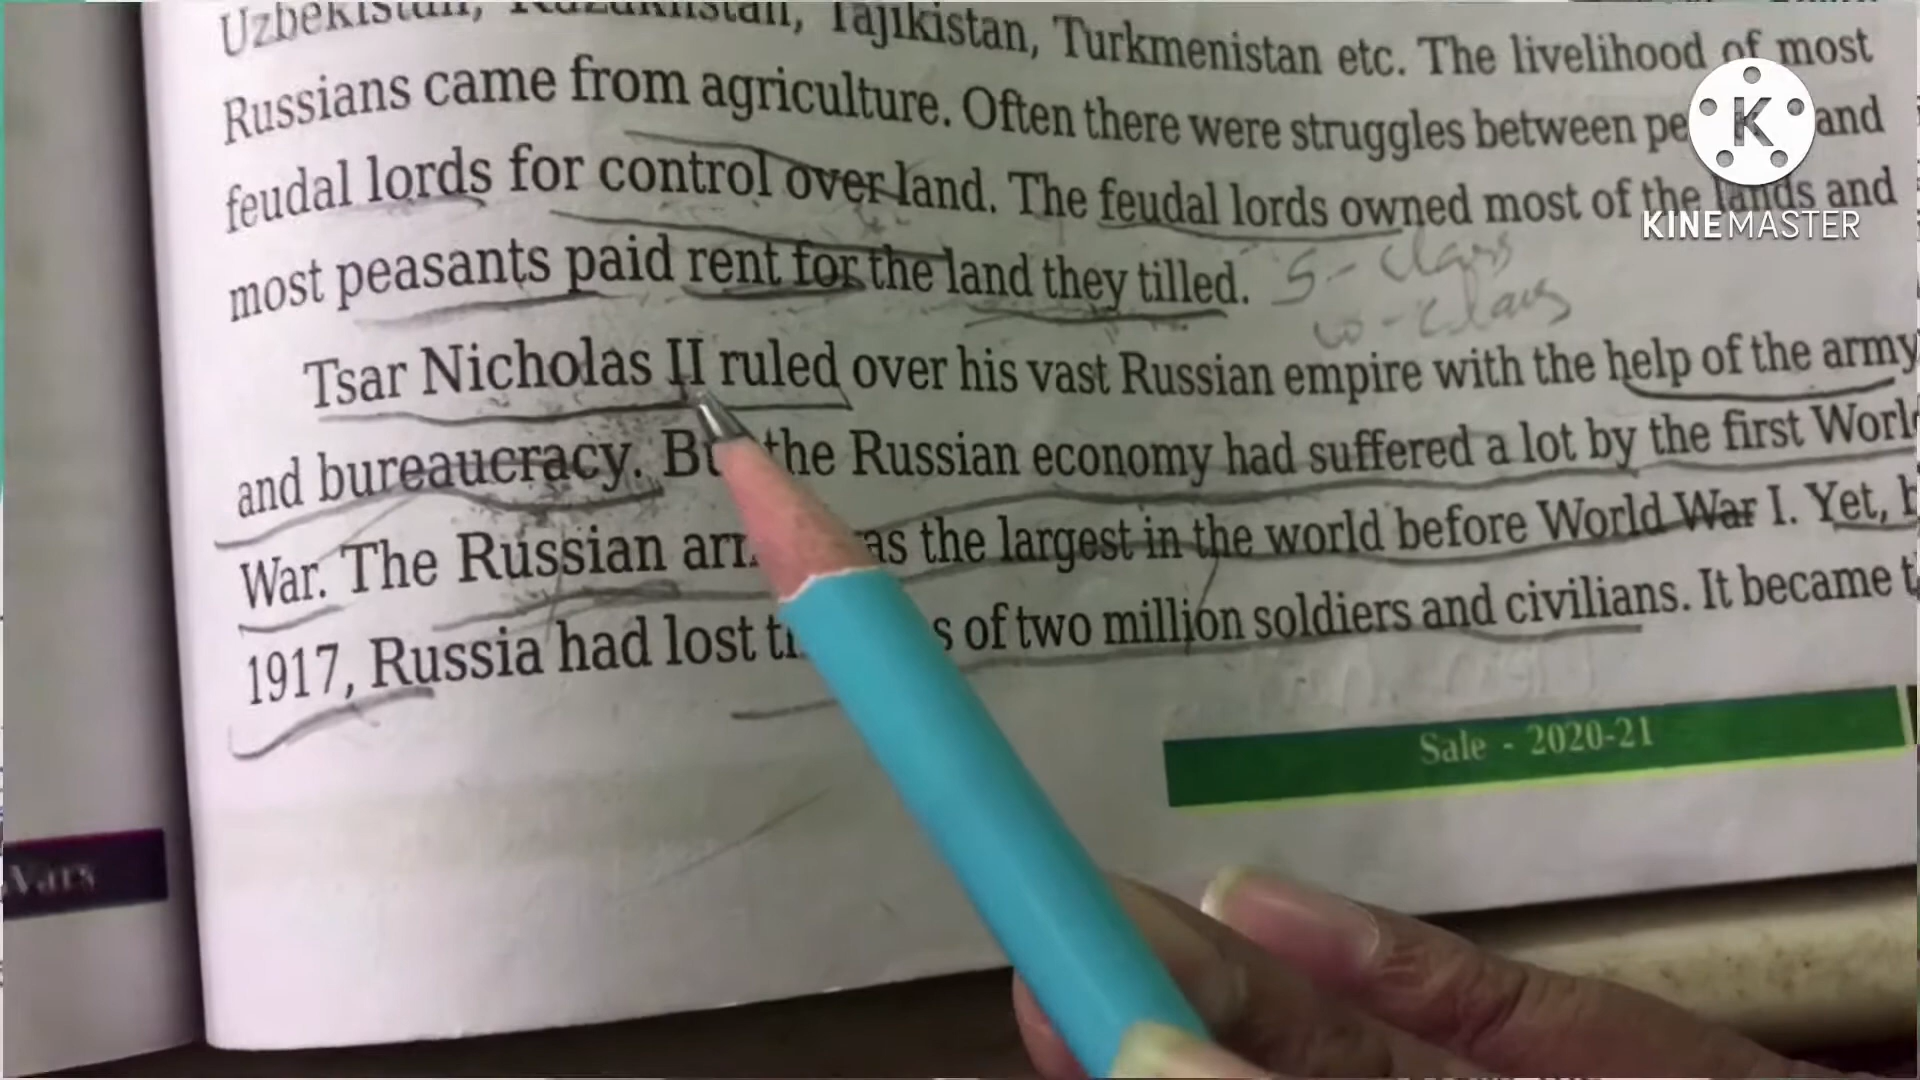 Uzbekistan, Kazakhstan, Tajikistan, Turkmenistan etc. The livelihood of most
Russians came from agriculture. Often there were struggles between and
feudal lords for control over land. The feudal lords owned most of the lands and
most peasants paid rent for the land they tilled.
S - class
w - class
Tsar Nicholas II ruled over his vast Russian empire with the help of the army
and bureaucracy. But the Russian economy had suffered a lot by the first World
War. The Russian as the largest in the world before World War I. Yet,
1917, Russia had lost of two million soldiers and civilians. It became
Sale - 2020-21
Wars
K
KINEMASTER